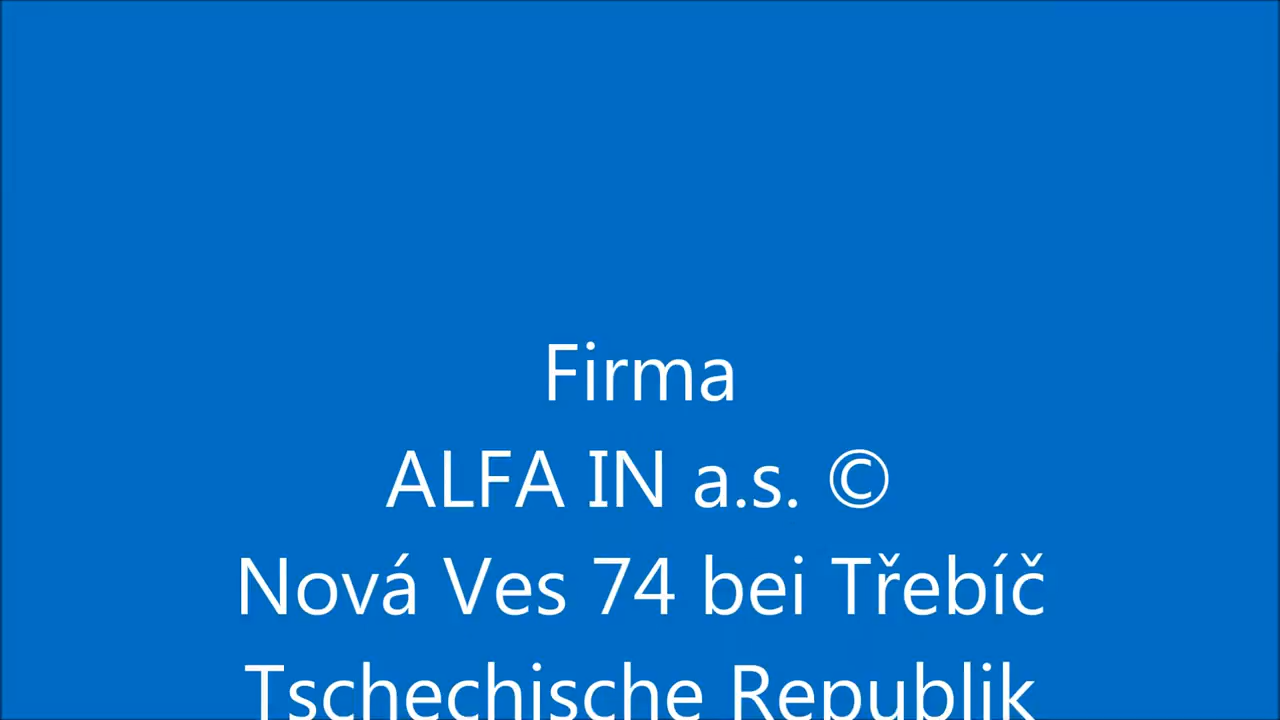 Firma
ALFA IN a.s. ©
Nová Ves 74 bei Třebíč
Tschechische Republik